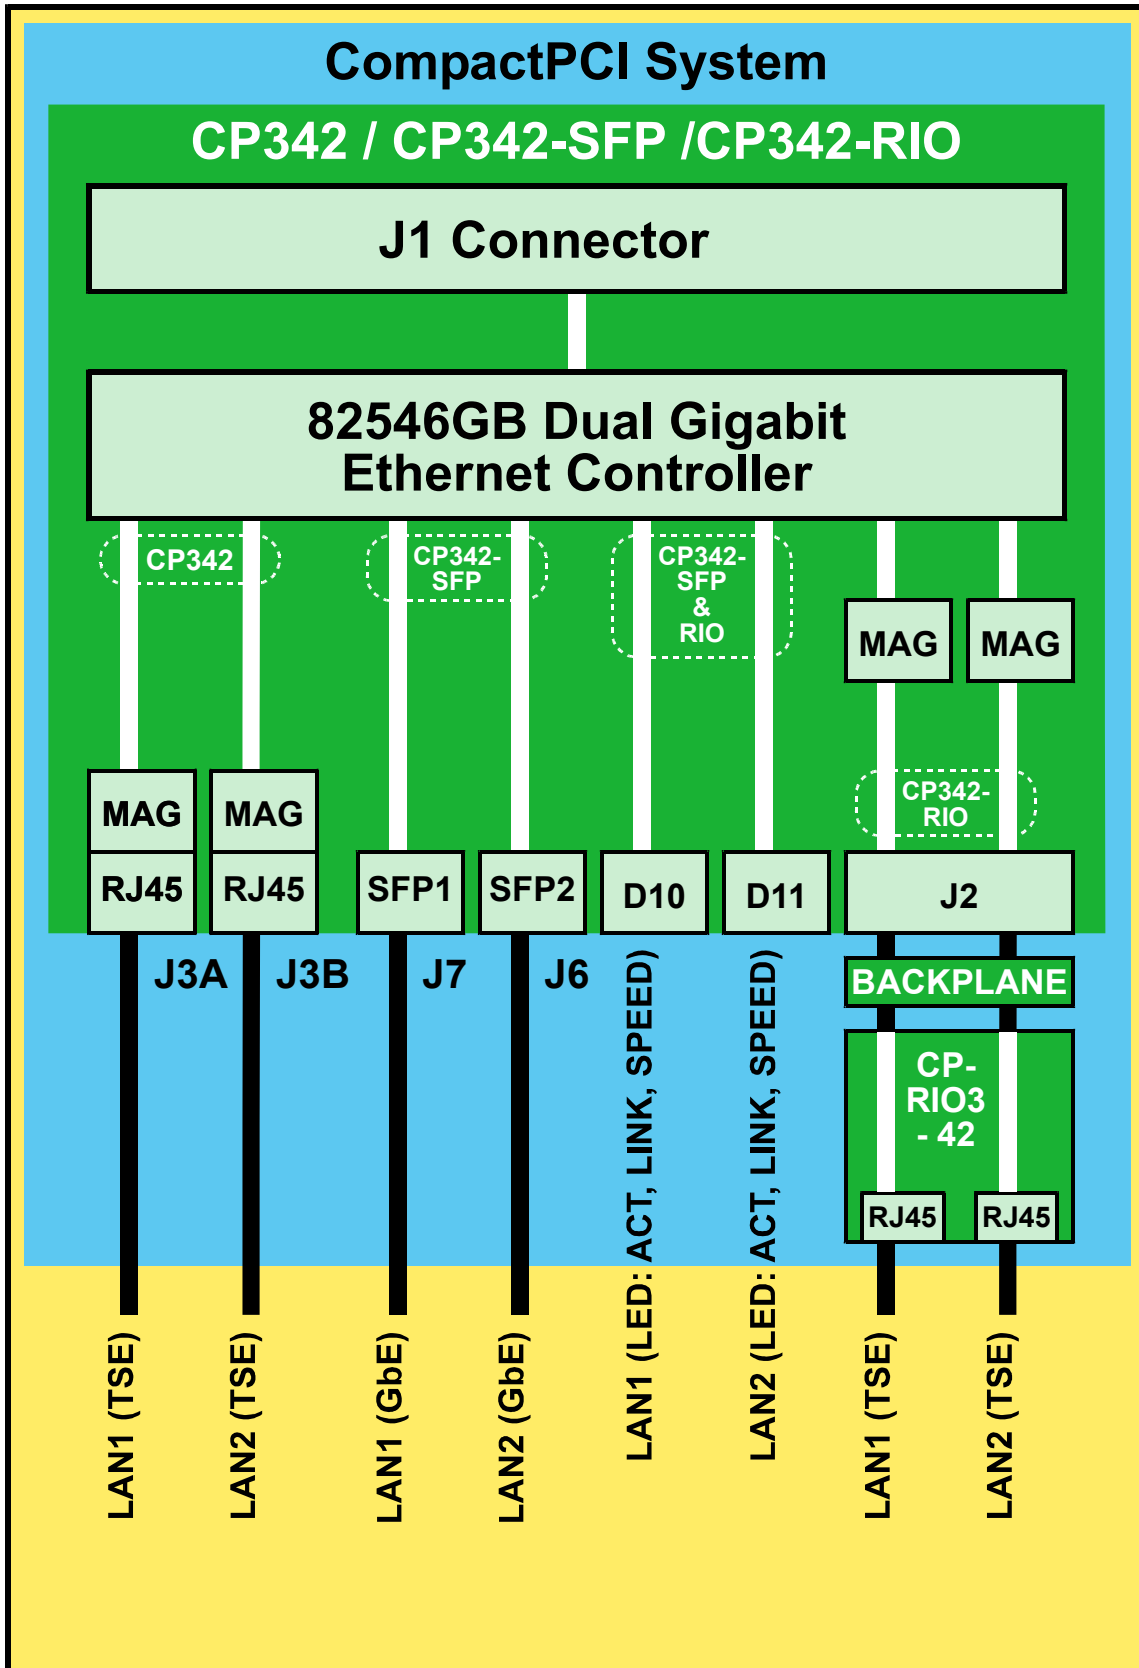 CompactPCI System
CP342 / CP342-SFP /CP342-RIO
J1 Connector
82546GB Dual Gigabit
Ethernet Controller
CP342
CP342-
SFP
CP342-
SFP
&
RIO
MAG
MAG
CP342-
RIO
MAG
MAG
RJ45
RJ45
SFP1
SFP2
D10
D11
J2
J3A
J3B
J7
J6
BACKPLANE
CP-
RIO3
- 42
RJ45
RJ45
LAN1 (TSE)
LAN2 (TSE)
LAN1 (GbE)
LAN2 (GbE)
LAN1 (LED: ACT, LINK, SPEED)
LAN2 (LED: ACT, LINK, SPEED)
LAN1 (TSE)
LAN2 (TSE)